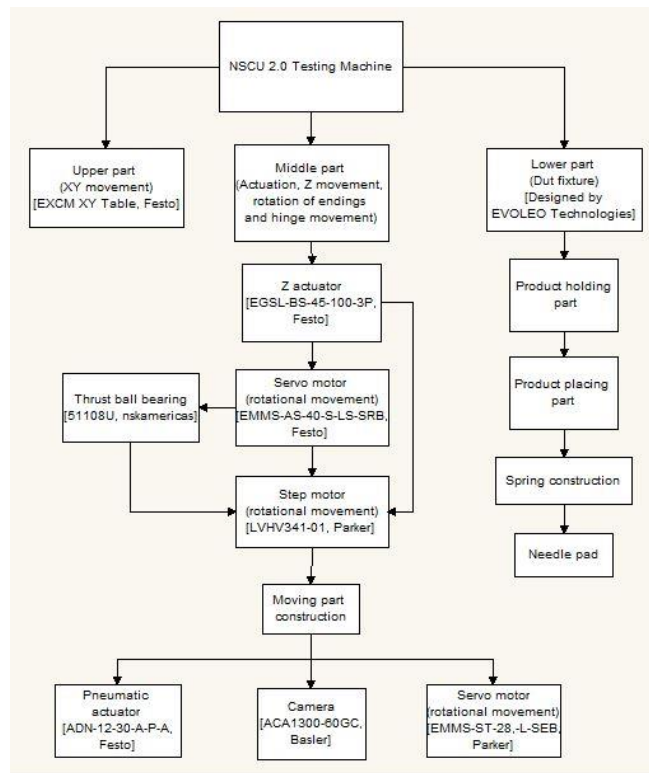 NSCU 2.0 Testing Machine
Upper part
(XY movement)
[EXCM XY Table, Festo]
Middle part
(Actuation, Z movement,
rotation of endings
and hinge movement)
Lower part
(Dut fixture)
[Designed by
EVOLEO Technologies]
Z actuator
[EGSL-BS-45-100-3P,
Festo]
Product holding
part
Thrust ball bearing
[51108U, nskamericas]
Servo motor
(rotational movement)
[EMMS-AS-40-S-LS-SRB,
Festo]
Product placing
part
Step motor
(rotational movement)
[LVHV341-01, Parker]
Spring construction
Needle pad
Moving part
construction
Pneumatic
actuator
[ADN-12-30-A-P-A,
Festo]
Camera
[ACA1300-60GC,
Basler]
Servo motor
(rotational movement)
[EMMS-ST-28,-L-SEB,
Parker]